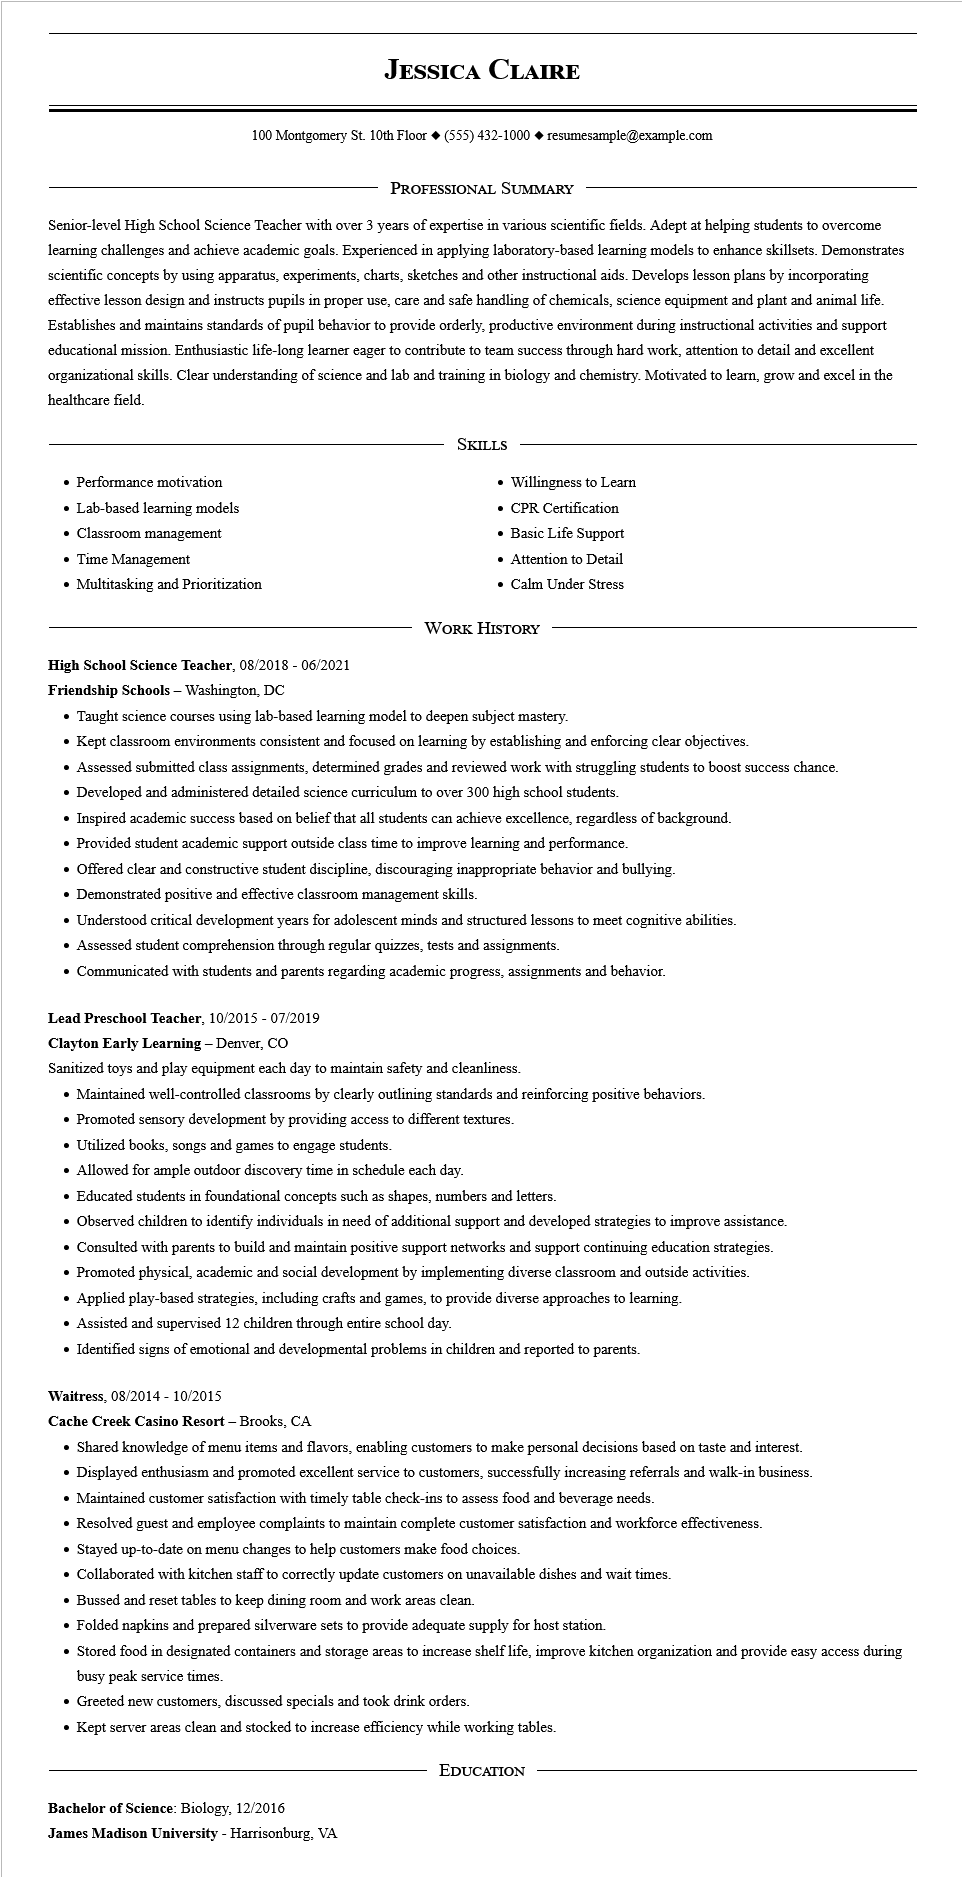 Jessica Claire
100 Montgomery St. 10th Floor ◆ (555) 432-1000 ◆ resumesample@example.com
Professional Summary
Senior-level High School Science Teacher with over 3 years of expertise in various scientific fields. Adept at helping students to overcome
learning challenges and achieve academic goals. Experienced in applying laboratory-based learning models to enhance skillsets. Demonstrates
scientific concepts by using apparatus, experiments, charts, sketches and other instructional aids. Develops lesson plans by incorporating
effective lesson design and instructs pupils in proper use, care and safe handling of chemicals, science equipment and plant and animal life.
Establishes and maintains standards of pupil behavior to provide orderly, productive environment during instructional activities and support
educational mission. Enthusiastic life-long learner eager to contribute to team success through hard work, attention to detail and excellent
organizational skills. Clear understanding of science and lab and training in biology and chemistry. Motivated to learn, grow and excel in the
healthcare field.
Skills
• Performance motivation
• Lab-based learning models
• Classroom management
• Time Management
• Multitasking and Prioritization
• Willingness to Learn
• CPR Certification
• Basic Life Support
• Attention to Detail
• Calm Under Stress
Work History
High School Science Teacher, 08/2018 - 06/2021
Friendship Schools – Washington, DC
• Taught science courses using lab-based learning model to deepen subject mastery.
• Kept classroom environments consistent and focused on learning by establishing and enforcing clear objectives.
• Assessed submitted class assignments, determined grades and reviewed work with struggling students to boost success chance.
• Developed and administered detailed science curriculum to over 300 high school students.
• Inspired academic success based on belief that all students can achieve excellence, regardless of background.
• Provided student academic support outside class time to improve learning and performance.
• Offered clear and constructive student discipline, discouraging inappropriate behavior and bullying.
• Demonstrated positive and effective classroom management skills.
• Understood critical development years for adolescent minds and structured lessons to meet cognitive abilities.
• Assessed student comprehension through regular quizzes, tests and assignments.
• Communicated with students and parents regarding academic progress, assignments and behavior.
Lead Preschool Teacher, 10/2015 - 07/2019
Clayton Early Learning – Denver, CO
Sanitized toys and play equipment each day to maintain safety and cleanliness.
• Maintained well-controlled classrooms by clearly outlining standards and reinforcing positive behaviors.
• Promoted sensory development by providing access to different textures.
• Utilized books, songs and games to engage students.
• Allowed for ample outdoor discovery time in schedule each day.
• Educated students in foundational concepts such as shapes, numbers and letters.
• Observed children to identify individuals in need of additional support and developed strategies to improve assistance.
• Consulted with parents to build and maintain positive support networks and support continuing education strategies.
• Promoted physical, academic and social development by implementing diverse classroom and outside activities.
• Applied play-based strategies, including crafts and games, to provide diverse approaches to learning.
• Assisted and supervised 12 children through entire school day.
• Identified signs of emotional and developmental problems in children and reported to parents.
Waitress, 08/2014 - 10/2015
Cache Creek Casino Resort – Brooks, CA
• Shared knowledge of menu items and flavors, enabling customers to make personal decisions based on taste and interest.
• Displayed enthusiasm and promoted excellent service to customers, successfully increasing referrals and walk-in business.
• Maintained customer satisfaction with timely table check-ins to assess food and beverage needs.
• Resolved guest and employee complaints to maintain complete customer satisfaction and workforce effectiveness.
• Stayed up-to-date on menu changes to help customers make food choices.
• Collaborated with kitchen staff to correctly update customers on unavailable dishes and wait times.
• Bussed and reset tables to keep dining room and work areas clean.
• Folded napkins and prepared silverware sets to provide adequate supply for host station.
• Stored food in designated containers and storage areas to increase shelf life, improve kitchen organization and provide easy access during
busy peak service times.
• Greeted new customers, discussed specials and took drink orders.
• Kept server areas clean and stocked to increase efficiency while working tables.
Education
Bachelor of Science: Biology, 12/2016
James Madison University - Harrisonburg, VA